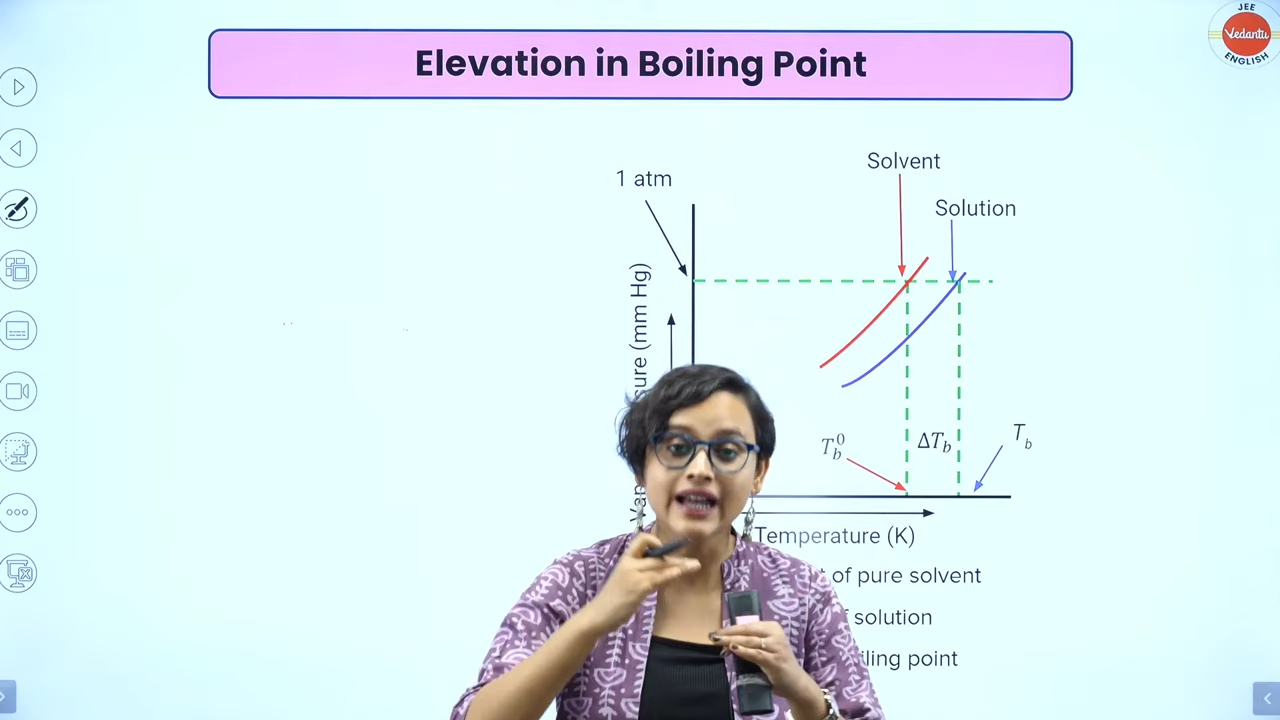 JEE
Vedantu
ENGLISH
Elevation in Boiling Point
Solvent
1 atm
Solution
sure (mm Hg)
T_b^0
ΔT_b
T_b
Temperature (K)
of pure solvent
solution
iling point